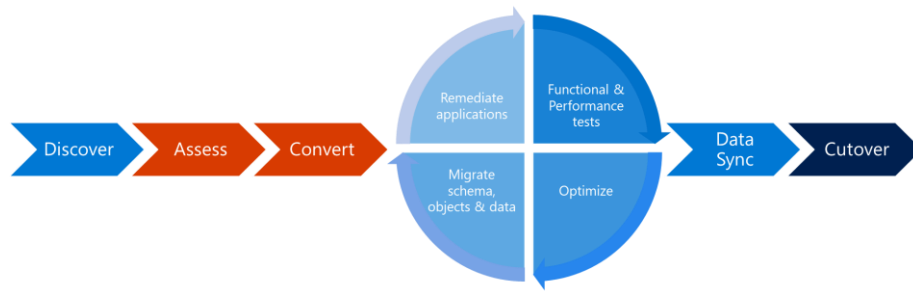 Discover
Assess
Convert
Remediate
applications
Functional &
Performance
tests
Migrate
schema,
objects & data
Optimize
Data
Sync
Cutover